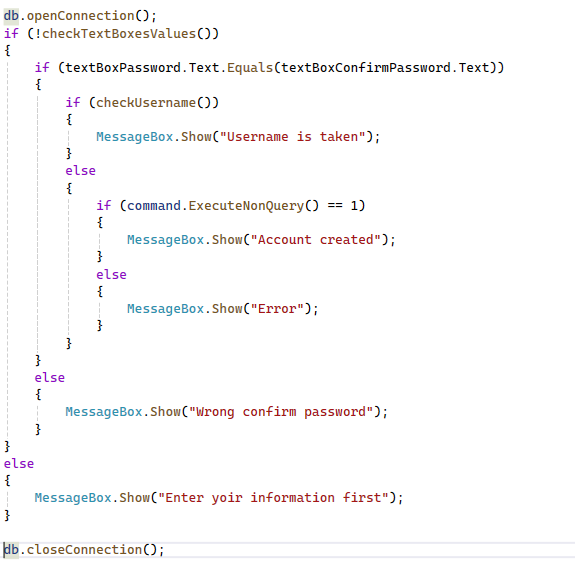 db.openConnection();
if (!checkTextBoxesValues())
{
if (textBoxPassword.Text.Equals(textBoxConfirmPassword.Text))
{
if (checkUsername())
{
MessageBox.Show("Username is taken");
}
else
{
if (command.ExecuteNonQuery() == 1)
{
MessageBox.Show("Account created");
}
else
{
MessageBox.Show("Error");
}
}
}
else
{
MessageBox.Show("Wrong confirm password");
}
}
else
{
MessageBox.Show("Enter yoir information first");
}
db.closeConnection();